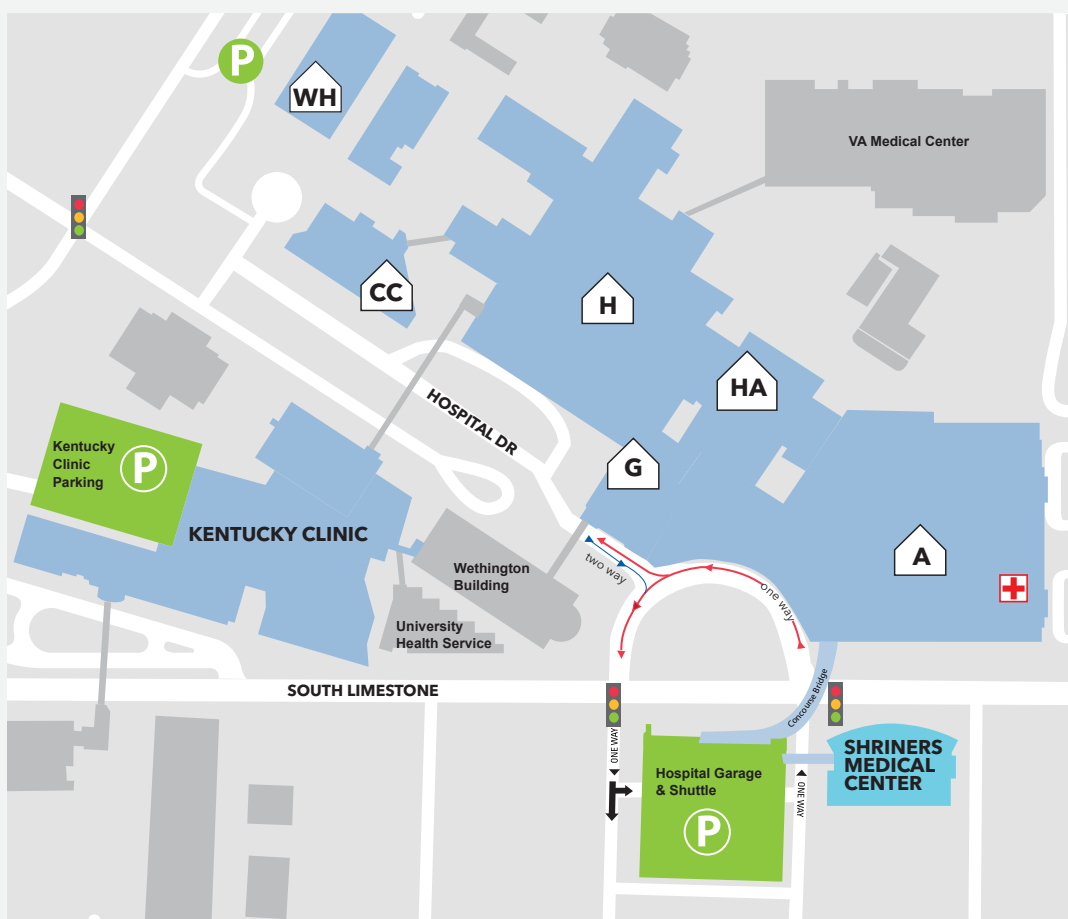 P
WH
VA Medical Center
CC
H
HA
HOSPITAL DR
Kentucky
Clinic
Parking
P
G
KENTUCKY CLINIC
A
two way
one way
Wethington
Building
University
Health Service
SOUTH LIMESTONE
Concourse Bridge
ONE WAY
Hospital Garage
& Shuttle
P
ONE WAY
SHRINERS
MEDICAL
CENTER